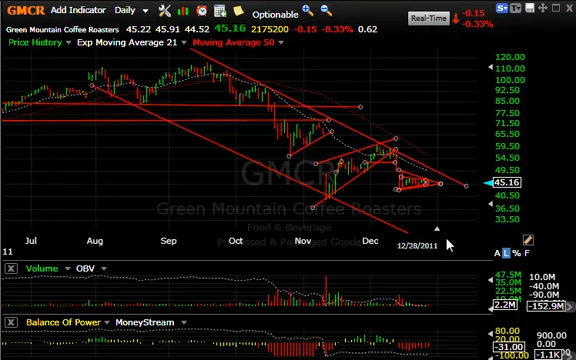 GMCR Add Indicator Daily Optionable Real-Time -0.15 -0.33%
Green Mountain Coffee Roasters 45.22 45.91 44.52 45.16 2175200 -0.15 -0.33% 0.62
Price History Exp Moving Average 21 Moving Average 50
120.00
110.00
100.00
92.50
85.00
77.50
71.50
65.50
59.50
54.50
49.50
45.16
40.00
36.50
33.50
GMCR
Green Mountain Coffee Roasters
Food & Beverage
Processed & Packaged Goods
Jul Aug Sep Oct Nov Dec
12/28/2011
11
A L % F
Volume OBV
47.5M 10.0M
-40.0M
-90.0M
2.2M -152.9M
Balance Of Power MoneyStream
80.00 900.00
-31.00
-100.00 -1.1K